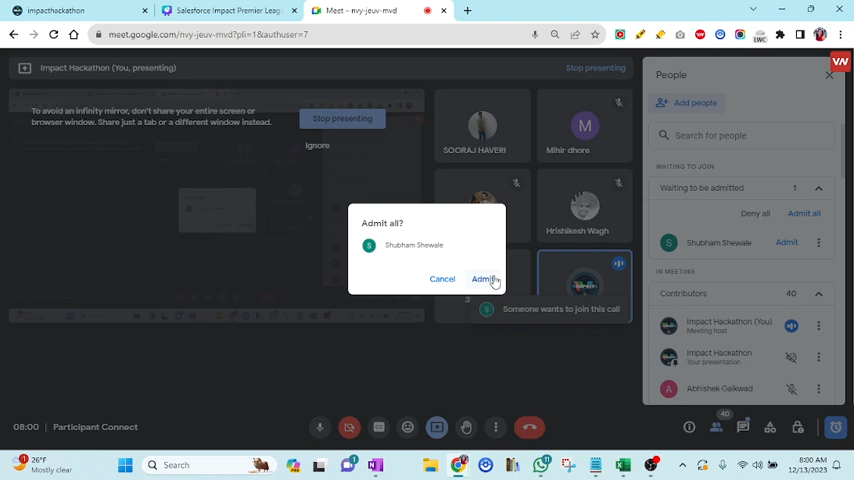 impacthackathon
Salesforce Impact Premier Leagu
Meet – nvy-jeuv-mvd
meet.google.com/nvy-jeuv-mvd?pli=1&authuser=7
Impact Hackathon (You, presenting)
Stop presenting
To avoid an infinity mirror, don't share your entire screen or
browser window. Share just a tab or a different window instead.
Stop presenting
Ignore
SOORAJ HAVERI
M
Mihir dhore
Hrishikesh Wagh
Admit all?
S
Shubham Shewale
Cancel
Admit
S
Someone wants to join this call
People
VW
Add people
Search for people
WAITING TO JOIN
Waiting to be admitted
1
Deny all
Admit all
S
Shubham Shewale
Admit
IN MEETING
Contributors
40
Impact Hackathon (You)
Meeting host
Impact Hackathon
Your presentation
A
Abhishek Gaikwad
08:00
Participant Connect
40
26°F
Mostly clear
Search
1
11
8:00 AM
12/13/2023